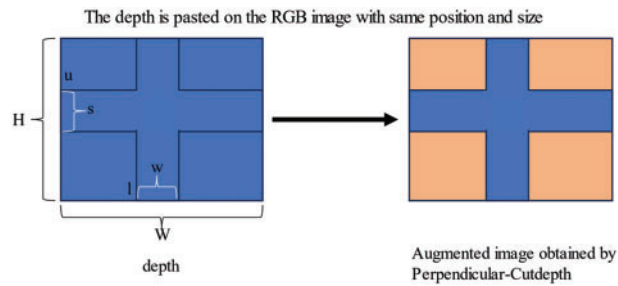 The depth is pasted on the RGB image with same position and size
u
s
H
w
l
W
depth
Augmented image obtained by
Perpendicular-Cutdepth